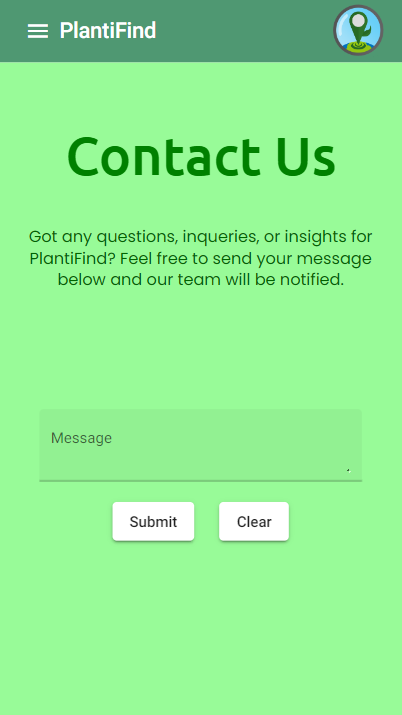 PlantiFind
Contact Us
Got any questions, inqueries, or insights for
PlantiFind? Feel free to send your message
below and our team will be notified.
Message
Submit
Clear